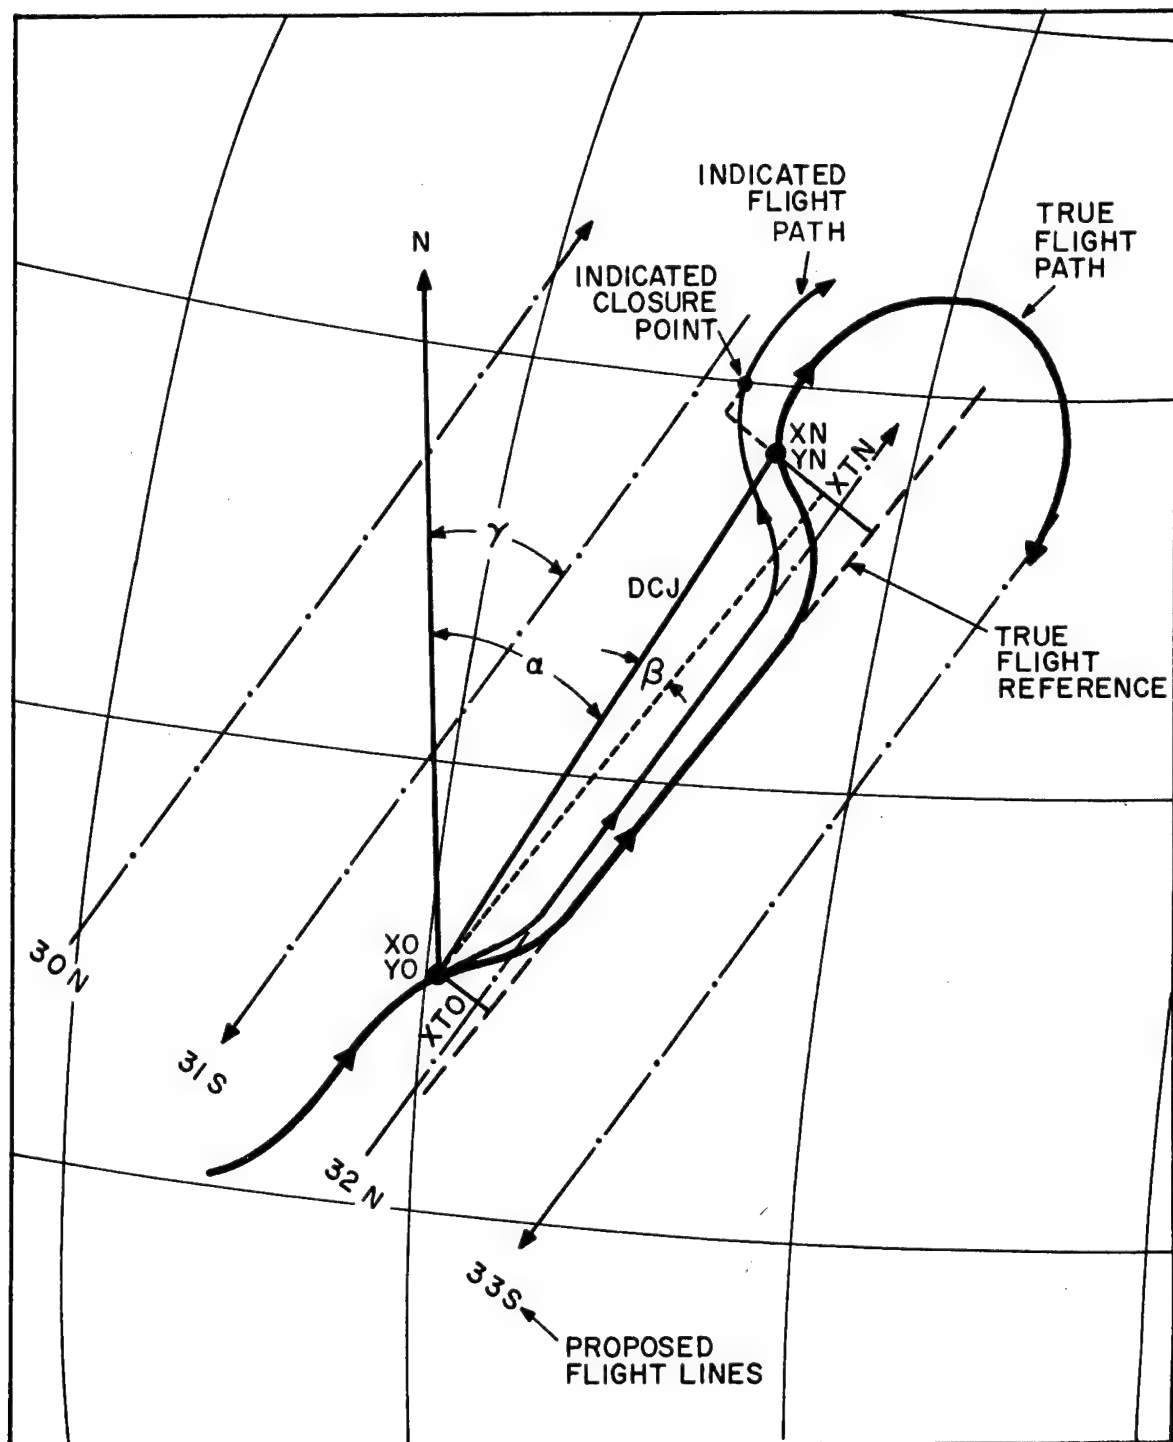 INDICATED
FLIGHT
PATH
TRUE
FLIGHT
PATH
N
INDICATED
CLOSURE
POINT
XN
YN
XTN
γ
DCJ
α
β
TRUE
FLIGHT
REFERENCE
XO
YO
XTO
30N
31S
32N
33S
PROPOSED
FLIGHT LINES